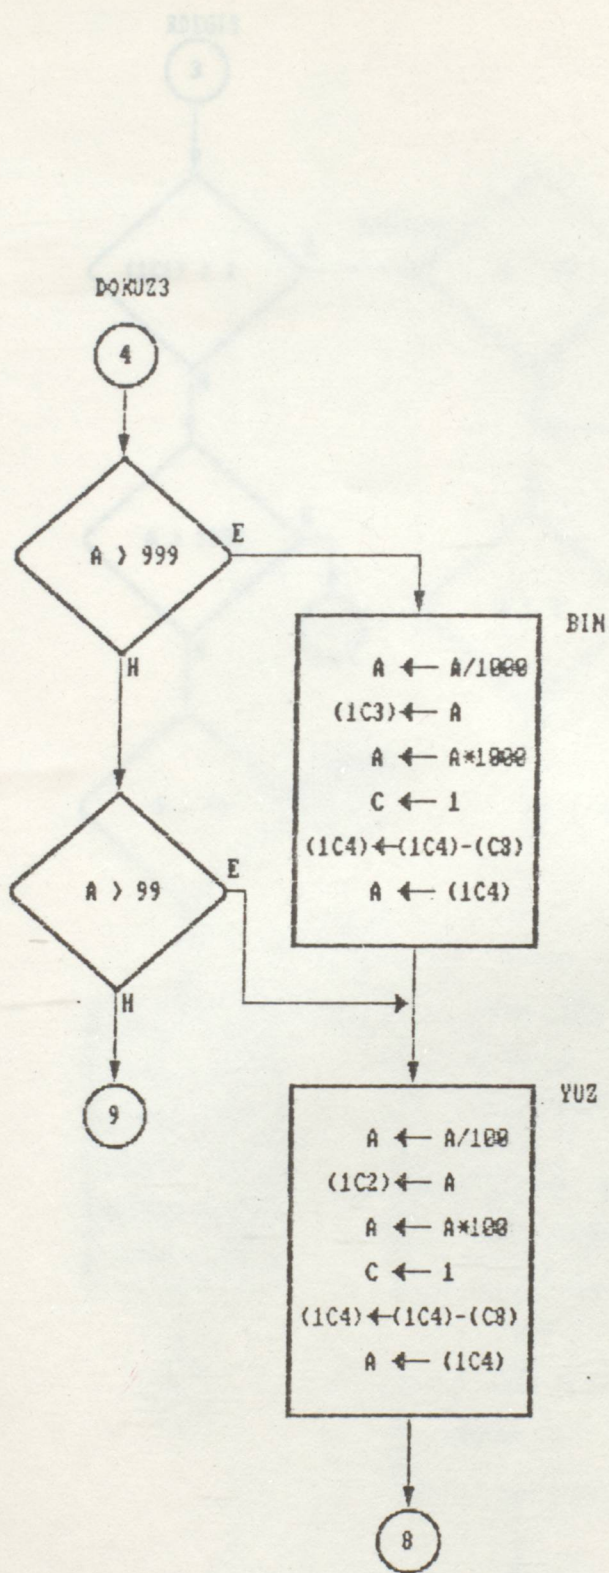 DOKUZ3
4
A > 999
E
H
BIN
A ← A/1000
(1C3) ← A
A ← A*1000
C ← 1
(1C4) ← (1C4)-(C8)
A ← (1C4)
A > 99
E
H
9
YUZ
A ← A/100
(1C2) ← A
A ← A*100
C ← 1
(1C4) ← (1C4)-(C8)
A ← (1C4)
8